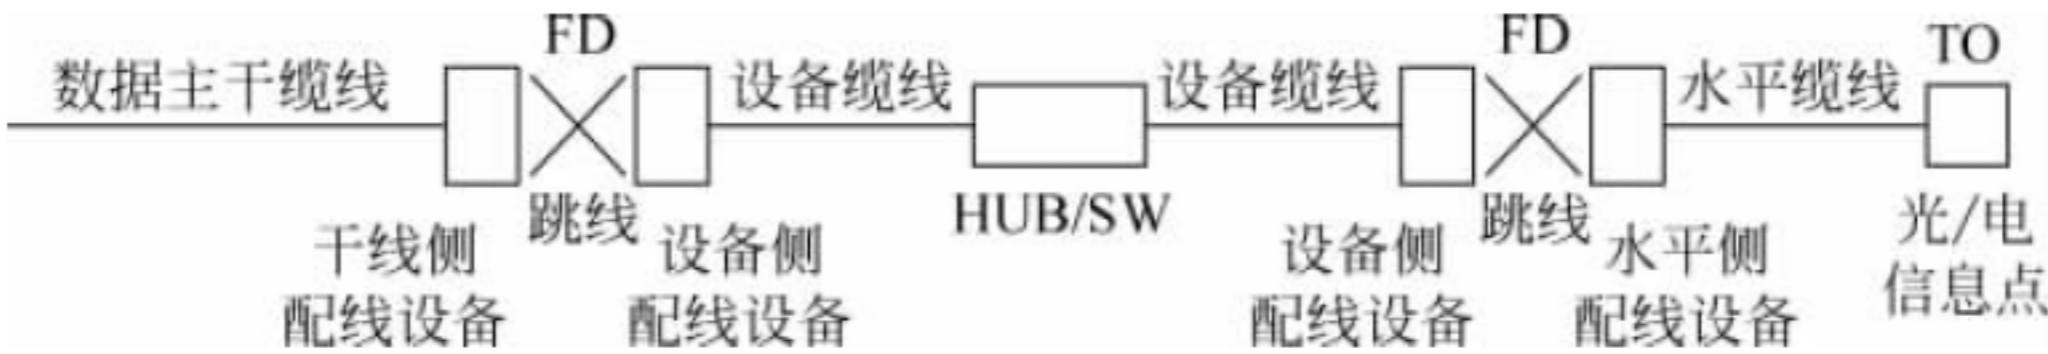 FD
FD
TO
数据主干缆线
设备缆线
设备缆线
水平缆线
跳线
HUB/SW
跳线
干线侧
配线设备
设备侧
配线设备
设备侧
配线设备
水平侧
配线设备
光/电
信息点